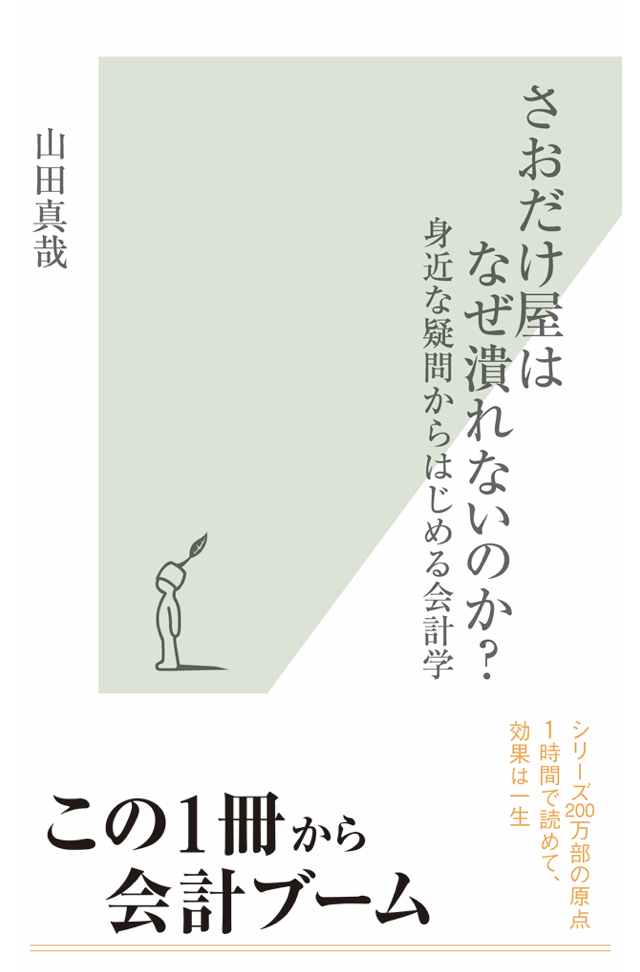 さおだけ屋は
なぜ潰れないのか?
身近な疑問からはじめる会計学
山田真哉
シリーズ200万部の原点
1時間で読めて、
効果は一生
この1冊から
会計ブーム